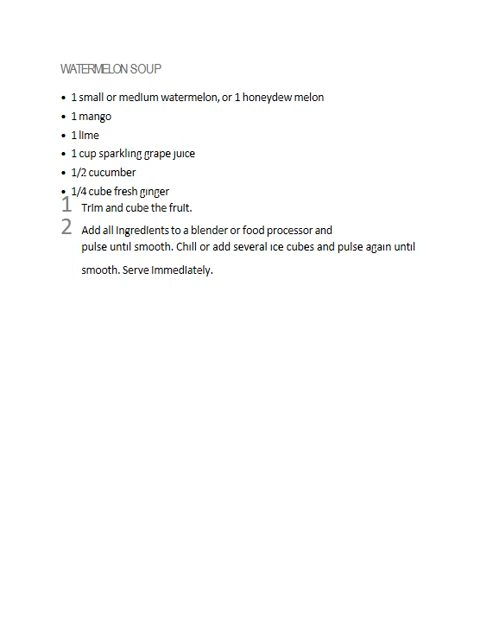 WATERMELON SOUP
• 1 small or medium watermelon, or 1 honeydew melon
• 1 mango
• 1 lime
• 1 cup sparkling grape juice
• 1/2 cucumber
• 1/4 cube fresh ginger
1 Trim and cube the fruit.
2 Add all ingredients to a blender or food processor and
pulse until smooth. Chill or add several ice cubes and pulse again until
smooth. Serve immediately.